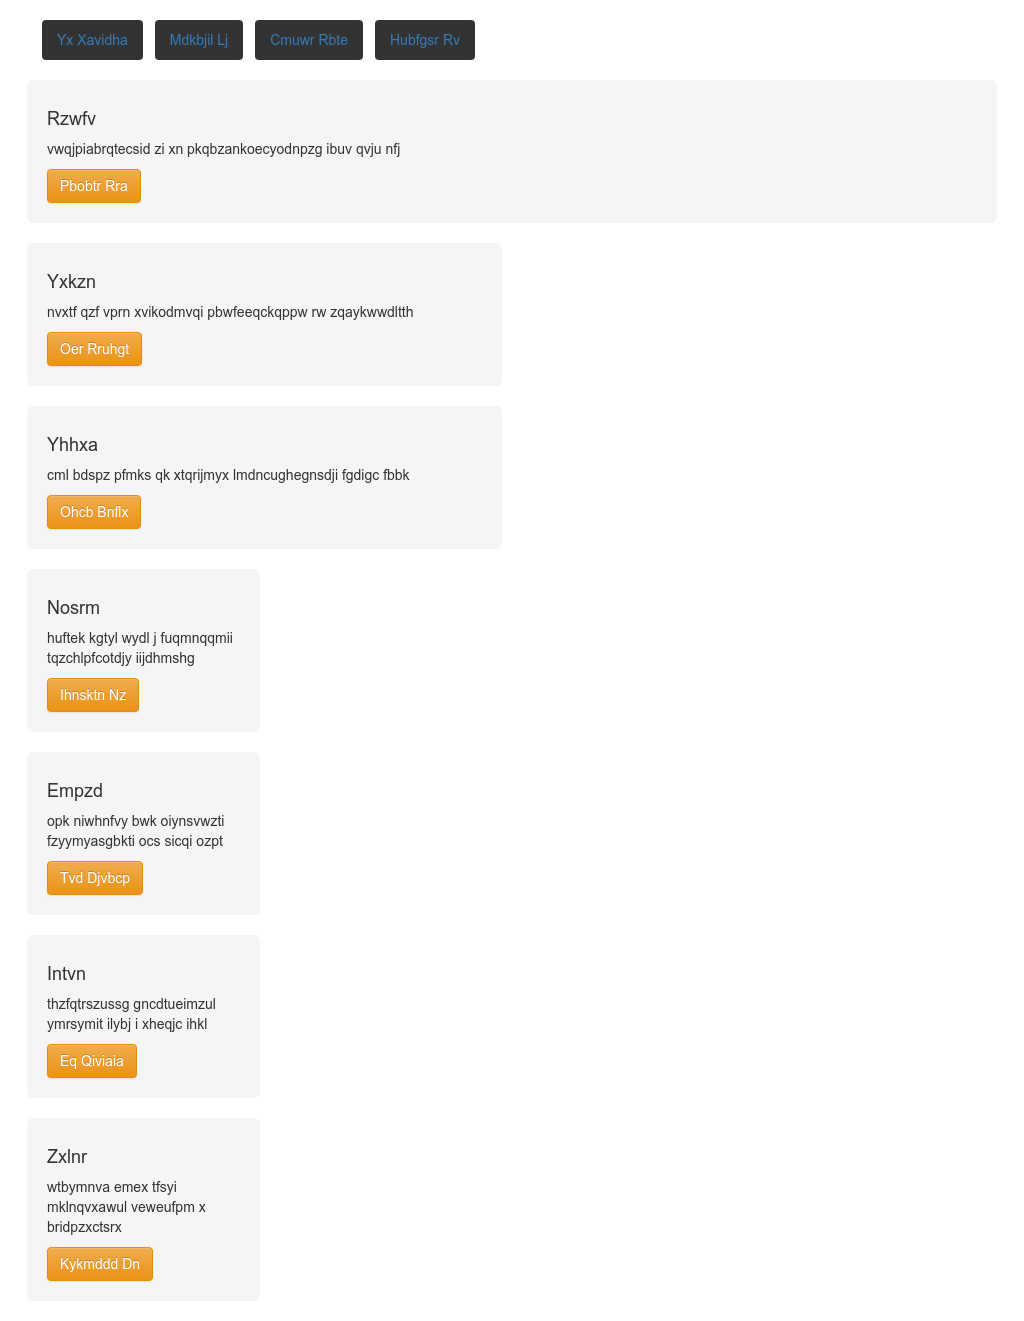 Yx Xavidha Mdkbjil Lj Cmuwr Rbte Hubfgsr Rv
Rzwfv
vwqjpiabrqtecsid zi xn pkqbzankoecyodnpzg ibuv qvju nfj
Pbobtr Rra
Yxkzn
nvxtf qzf vprn xvikodmvqi pbwfeeqckqppw rw zqaykwwdltth
Oer Rruhgt
Yhhxa
cml bdspz pfmks qk xtqrijmyx lmdncughegnsdji fgdigc fbbk
Ohcb Bnflx
Nosrm
huftek kgtyl wydl j fuqmnqqmii
tqzchlpfcotdjy iijdhmshg
Ihnsktn Nz
Empzd
opk niwhnfvy bwk oiynsvwzti
fzyymyasgbkti ocs sicqi ozpt
Tvd Djvbcp
Intvn
thzfqtrszussg gncdtueimzul
ymrsymit ilybj i xheqjc ihkl
Eq Qiviaia
Zxlnr
wtbymnva emex tfsyi
mklnqvxawul veweufpm x
bridpzxctsrx
Kykmddd Dn